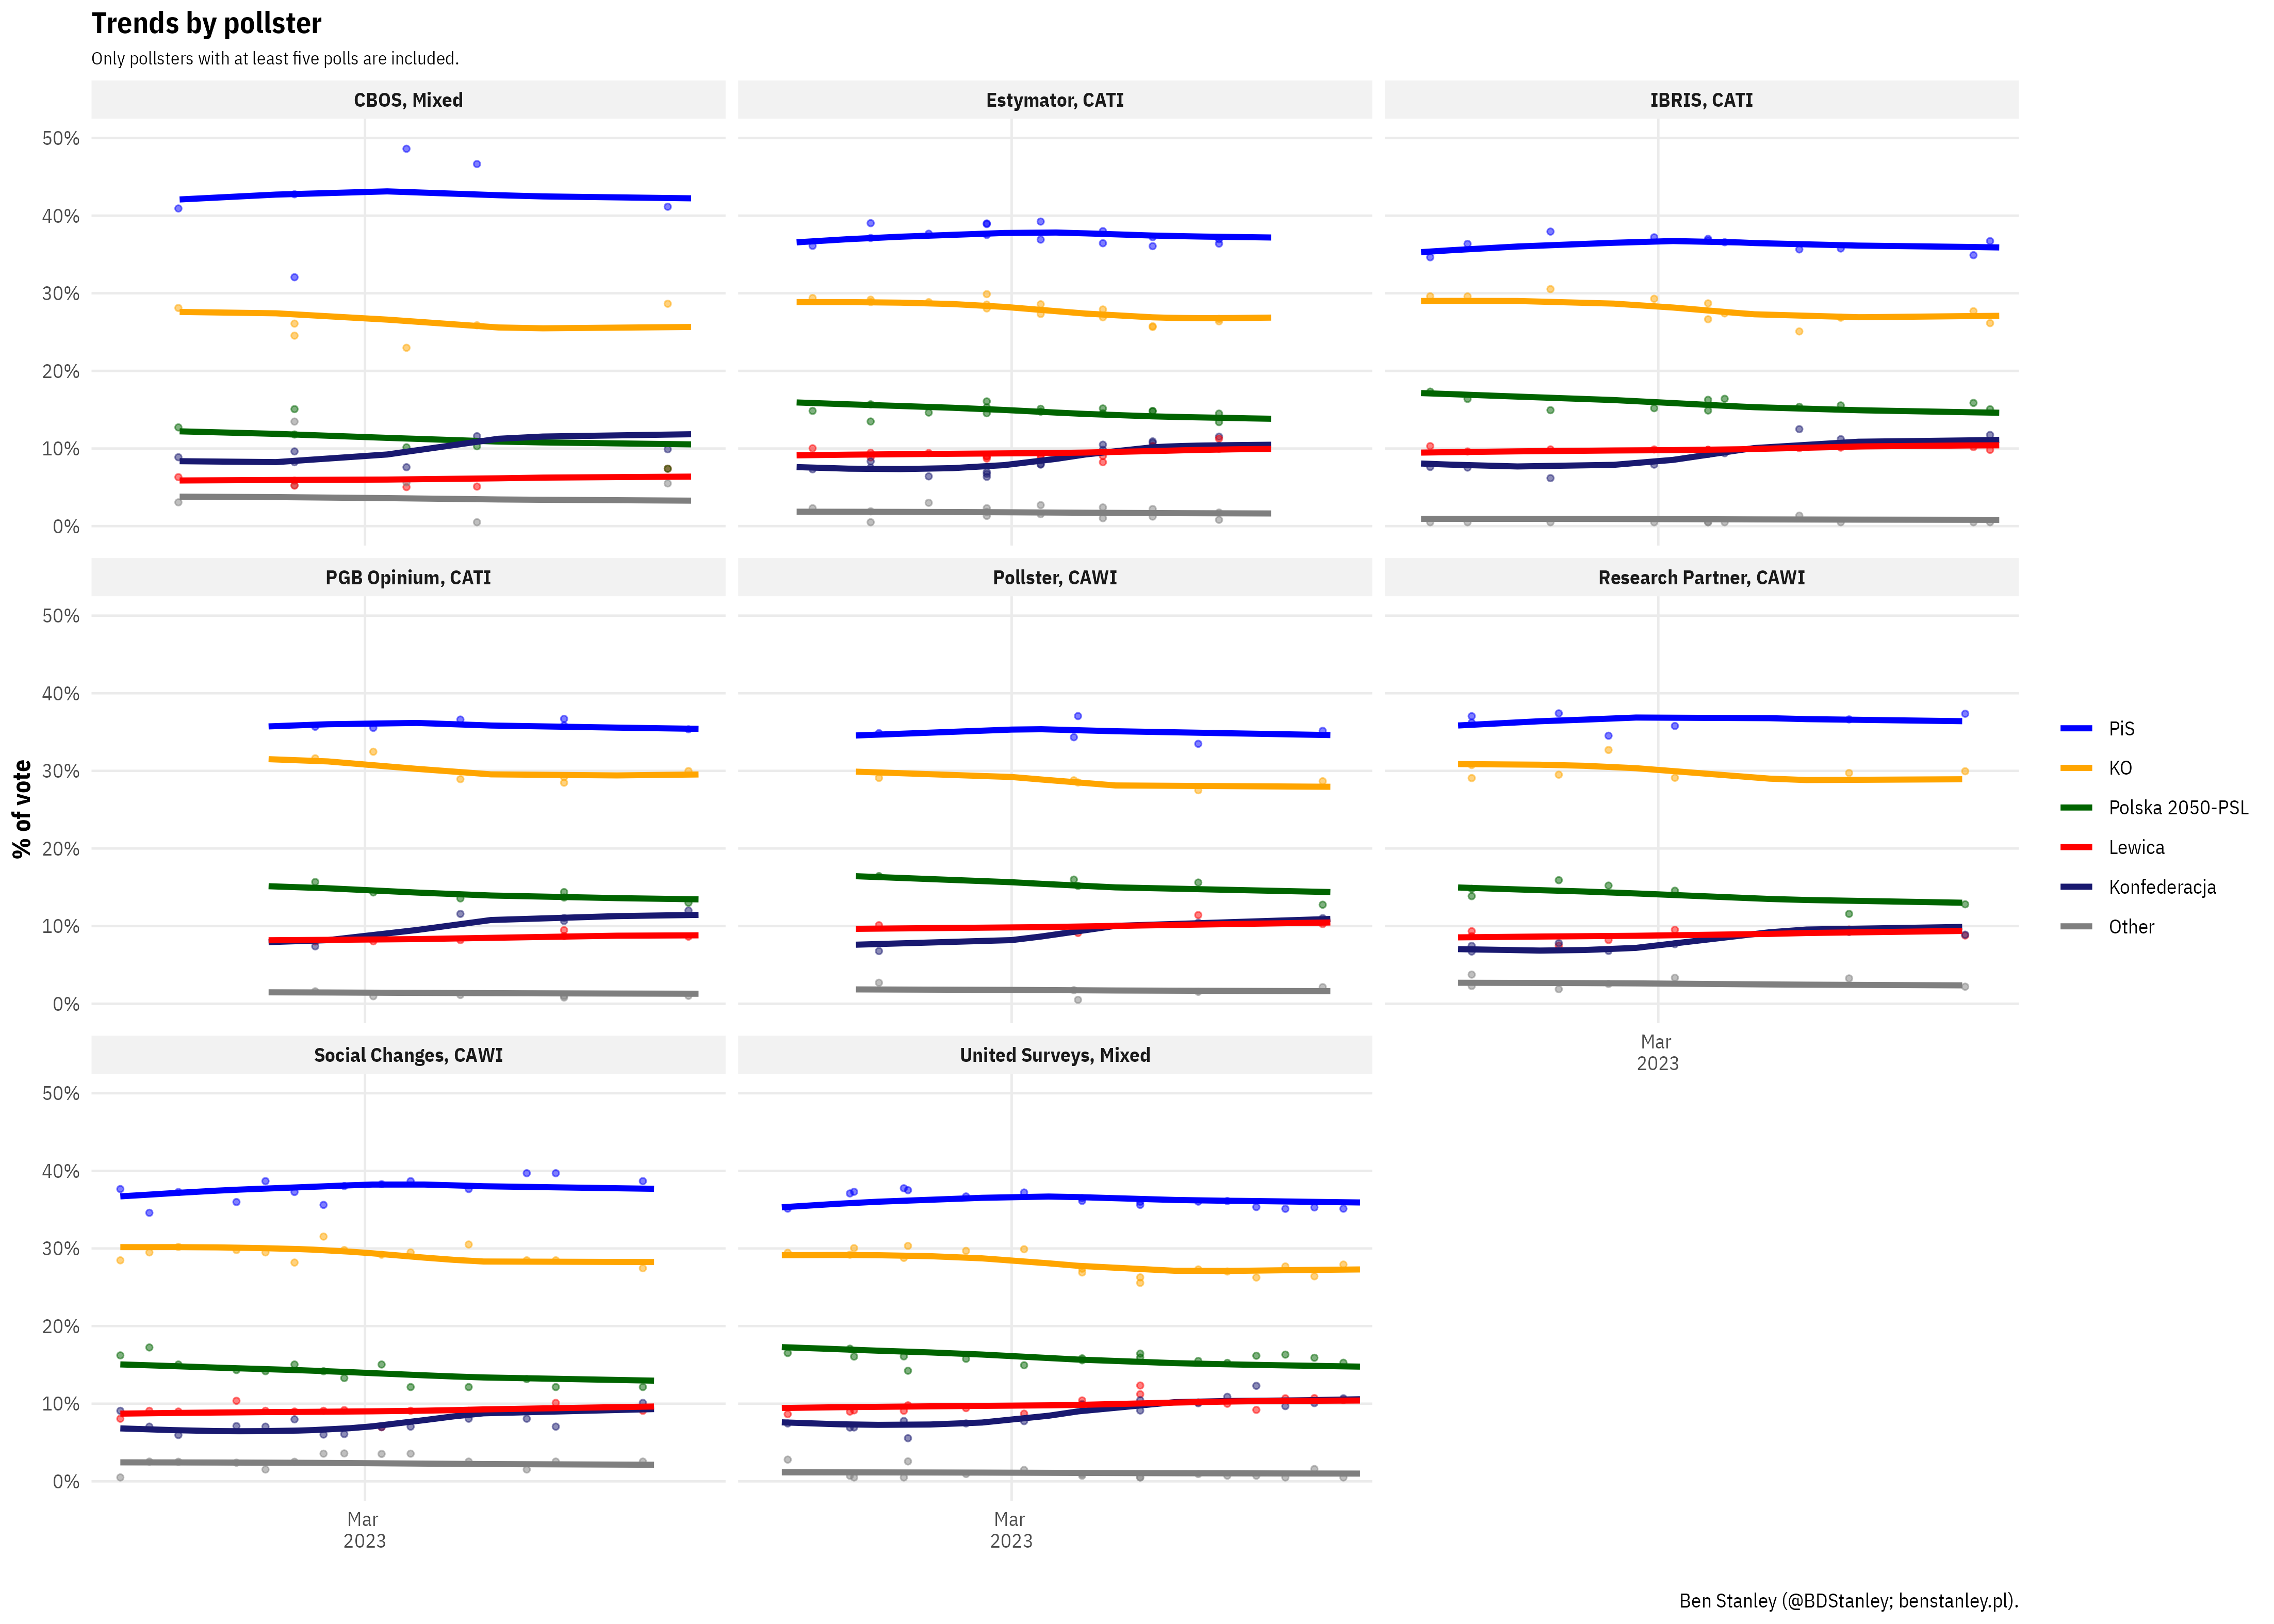 Trends by pollster
Only pollsters with at least five polls are included.
CBOS, Mixed
Estymator, CATI
IBRIS, CATI
50%
40%
30%
20%
10%
0%
PGB Opinium, CATI
Pollster, CAWI
Research Partner, CAWI
50%
40%
30%
20%
10%
0%
Mar
2023
Social Changes, CAWI
United Surveys, Mixed
50%
40%
30%
20%
10%
0%
Mar
2023
Mar
2023
% of vote
PiS
KO
Polska 2050-PSL
Lewica
Konfederacja
Other
Ben Stanley (@BDStanley; benstanley.pl).